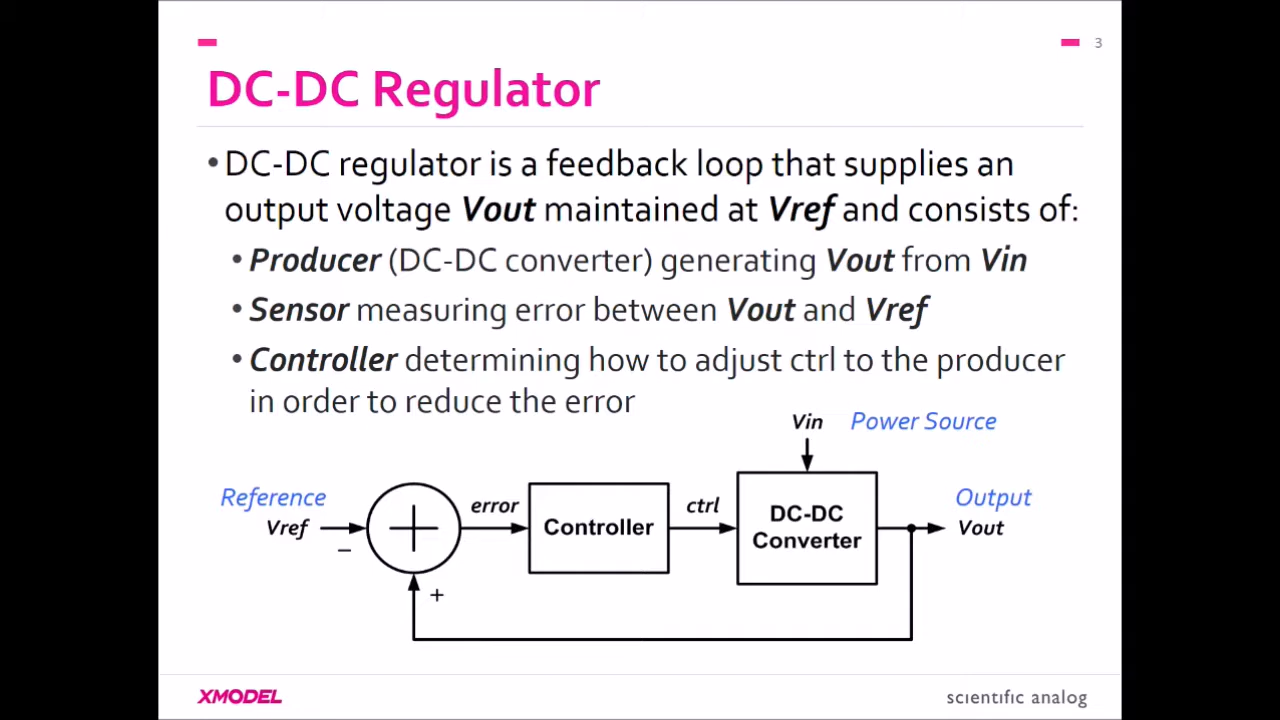 3
DC-DC Regulator
•DC-DC regulator is a feedback loop that supplies an
output voltage Vout maintained at Vref and consists of:
•Producer (DC-DC converter) generating Vout from Vin
•Sensor measuring error between Vout and Vref
•Controller determining how to adjust ctrl to the producer
in order to reduce the error
Vin Power Source
Reference
Vref
−
+
error
Controller
ctrl
DC-DC
Converter
Output
Vout
+
XMODEL
scientific analog